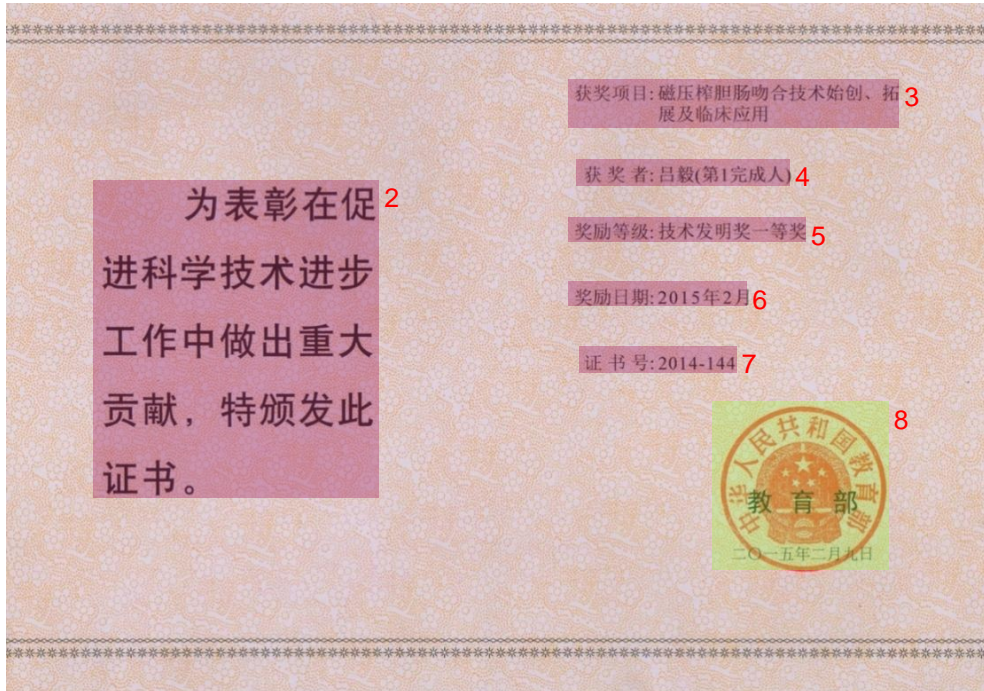 为表彰在促
进科学技术进步
工作中做出重大
贡献，特颁发此
证书。
2
获奖项目:磁压榨胆肠吻合技术始创、拓
展及临床应用
3
获 奖 者:吕毅(第1完成人)
4
奖励等级:技术发明奖一等奖
5
奖励日期:2015年2月
6
证 书 号:2014-144
7
8
中华人民共和国教育部
教 育 部
二〇一五年二月九日